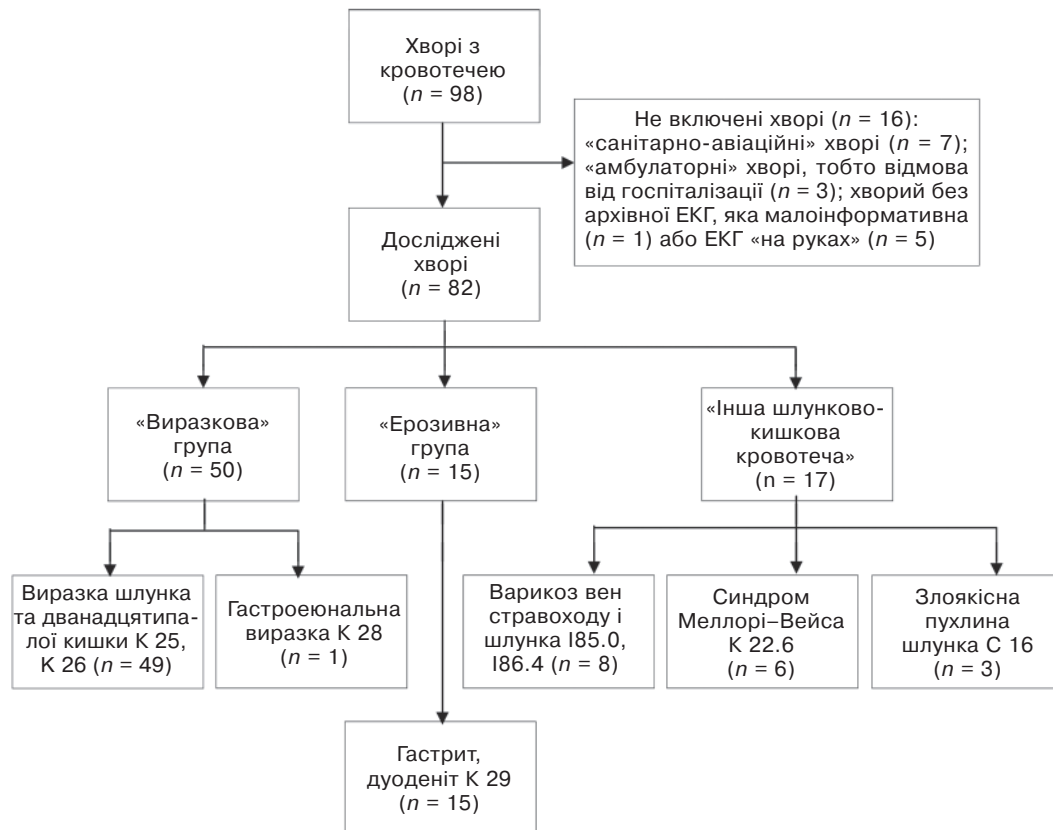 Хворі з
кровотечею
(n = 98)
Не включені хворі (n = 16):
«санітарно-авіаційні» хворі (n = 7);
«амбулаторні» хворі, тобто відмова
від госпіталізації (n = 3); хворий без
архівної ЕКГ, яка малоінформативна
(n = 1) або ЕКГ «на руках» (n = 5)
Досліджені
хворі
(n = 82)
«Виразкова»
група
(n = 50)
«Ерозивна»
група
(n = 15)
«Інша шлунково-
кишкова
кровотеча»
(n = 17)
Виразка шлунка
та дванадцятипа-
лої кишки К 25,
К 26 (n = 49)
Гастроеюнальна
виразка К 28
(n = 1)
Варикоз вен
стравоходу і
шлунка I85.0,
I86.4 (n = 8)
Синдром
Меллорі–Вейса
К 22.6
(n = 6)
Злоякісна
пухлина
шлунка С 16
(n = 3)
Гастрит,
дуоденіт К 29
(n = 15)